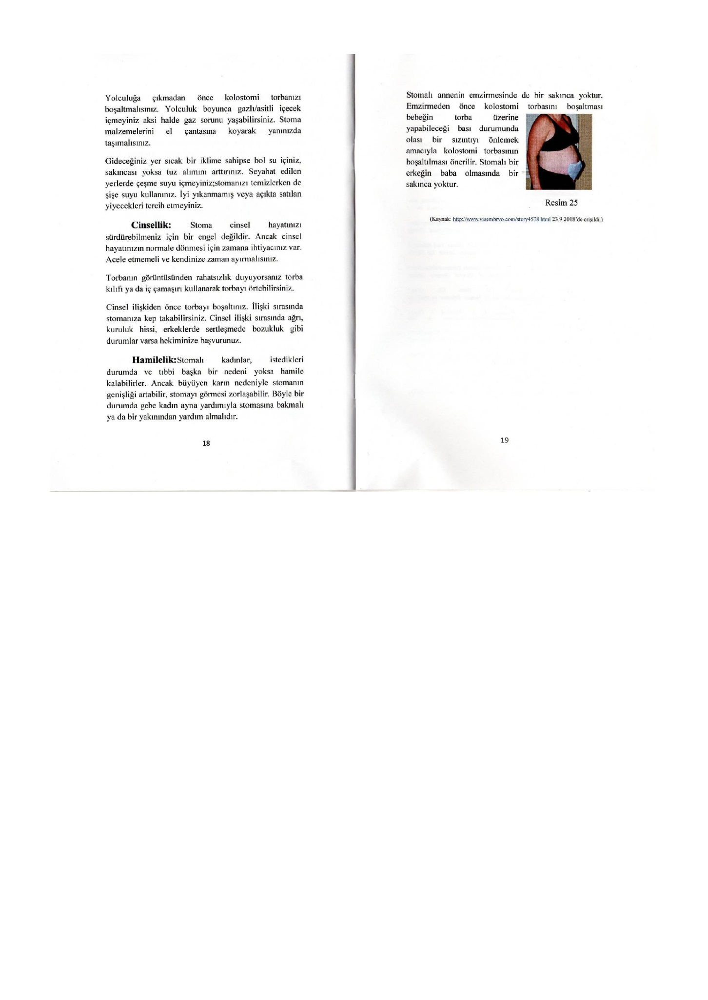 Yolculuğa çıkmadan önce kolostomi torbanızı
boşaltmalısınız. Yolculuk boyunca gazlı/asitli içecek
içmeyiniz aksi halde gaz sorunu yaşabilirsiniz. Stoma
malzemelerini el çantasına koyarak yanınızda
taşımalısınız.
Gideceğiniz yer sıcak bir iklime sahipse bol su içiniz,
sakıncası yoksa tuz alımını arttırınız. Seyahat edilen
yerlerde çeşme suyu içmeyiniz;stomanızı temizlerken de
şişe suyu kullanınız. İyi yıkanmamış veya açıkta satılan
yiyecekleri tercih etmeyiniz.
Cinsellik: Stoma cinsel hayatınızı
sürdürebilmeniz için bir engel değildir. Ancak cinsel
hayatınızın normale dönmesi için zamana ihtiyacınız var.
Acele etmemeli ve kendinize zaman ayırmalısınız.
Torbanın görüntüsünden rahatsızlık duyuyorsanız torba
kılıfı ya da iç çamaşırı kullanarak torbayı örtebilirsiniz.
Cinsel ilişkiden önce torbayı boşaltınız. İlişki sırasında
stomanıza kep takabilirsiniz. Cinsel ilişki sırasında ağrı,
kuruluk hissi, erkeklerde sertleşmede bozukluk gibi
durumlar varsa hekiminize başvurunuz.
Hamilelik:Stomalı kadınlar, istedikleri
durumda ve tıbbi başka bir nedeni yoksa hamile
kalabilirler. Ancak büyüyen karın nedeniyle stomanın
genişliği artabilir, stomayı görmesi zorlaşabilir. Böyle bir
durumda gebe kadın ayna yardımıyla stomasına bakmalı
ya da bir yakınından yardım almalıdır.
18
Stomalı annenin emzirmesinde de bir sakınca yoktur.
Emzirmeden önce kolostomi torbasını boşaltması
bebeğin torba üzerine
yapabileceği bası durumunda
olası bir sızıntıyı önlemek
amacıyla kolostomi torbasının
boşaltılması önerilir. Stomalı bir
erkeğin baba olmasında bir
sakınca yoktur.
Resim 25
(Kaynak: http://www.visembryo.com/story4578.html 23.9.2018'de erişildi.)
19